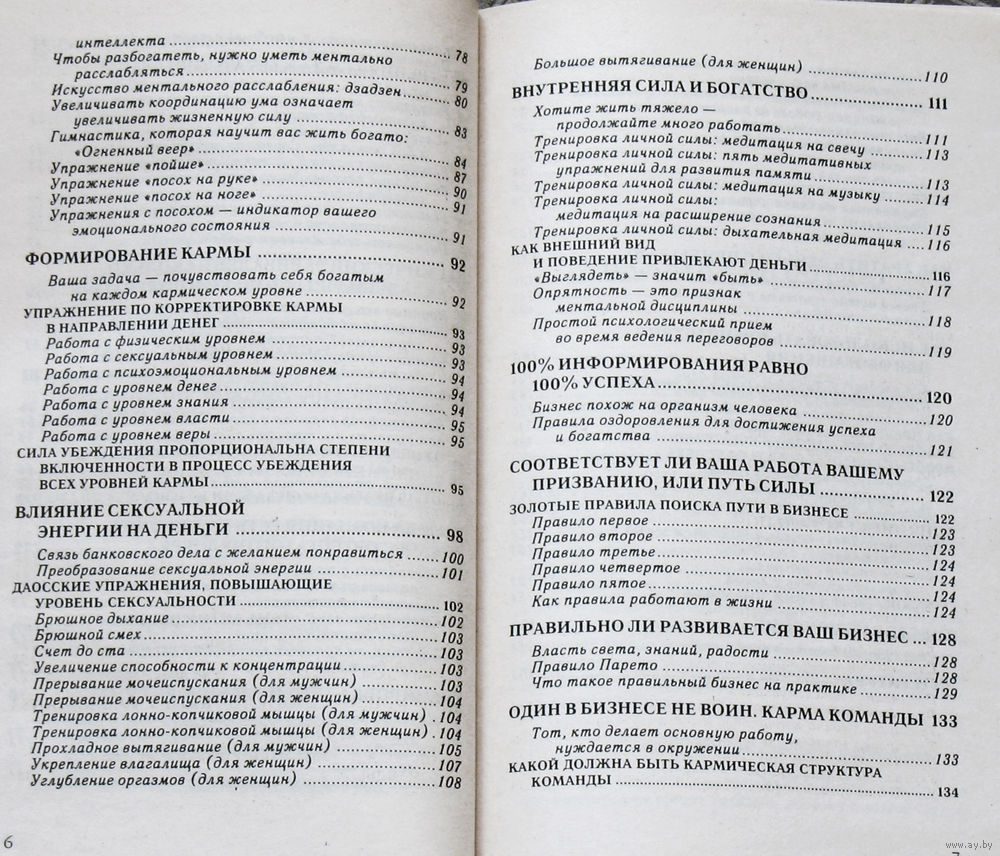 интеллекта ..... 78
Чтобы разбогатеть, нужно уметь ментально
расслабляться ..... 79
Искусство ментального расслабления: дзадзен ..... 80
Увеличивать координацию ума означает
увеличивать жизненную силу ..... 83
Гимнастика, которая научит вас жить богато:
«Огненный веер» ..... 84
Упражнение «пойше» ..... 87
Упражнение «посох на руке» ..... 90
Упражнение «посох на ноге» ..... 91
Упражнения с посохом — индикатор вашего
эмоционального состояния ..... 91
ФОРМИРОВАНИЕ КАРМЫ ..... 92
Ваша задача — почувствовать себя богатым
на каждом кармическом уровне ..... 92
УПРАЖНЕНИЕ ПО КОРРЕКТИРОВКЕ КАРМЫ
В НАПРАВЛЕНИИ ДЕНЕГ ..... 93
Работа с физическим уровнем ..... 93
Работа с сексуальным уровнем ..... 93
Работа с психоэмоциональным уровнем ..... 94
Работа с уровнем денег ..... 94
Работа с уровнем знания ..... 94
Работа с уровнем власти ..... 95
Работа с уровнем веры ..... 95
СИЛА УБЕЖДЕНИЯ ПРОПОРЦИОНАЛЬНА СТЕПЕНИ
ВКЛЮЧЕННОСТИ В ПРОЦЕСС УБЕЖДЕНИЯ
ВСЕХ УРОВНЕЙ КАРМЫ ..... 95
ВЛИЯНИЕ СЕКСУАЛЬНОЙ
ЭНЕРГИИ НА ДЕНЬГИ ..... 98
Связь банковского дела с желанием понравиться ..... 100
Преобразование сексуальной энергии ..... 101
ДАОССКИЕ УПРАЖНЕНИЯ, ПОВЫШАЮЩИЕ
УРОВЕНЬ СЕКСУАЛЬНОСТИ ..... 102
Брюшное дыхание ..... 102
Брюшной смех ..... 103
Счет до ста ..... 103
Увеличение способности к концентрации ..... 103
Прерывание мочеиспускания (для мужчин) ..... 103
Прерывание мочеиспускания (для женщин) ..... 104
Тренировка лонно-копчиковой мышцы (для мужчин) . 104
Тренировка лонно-копчиковой мышцы (для женщин) . 104
Прохладное вытягивание (для мужчин) ..... 105
Укрепление влагалища (для женщин) ..... 107
Углубление оргазмов (для женщин) ..... 108
6
Большое вытягивание (для женщин) ..... 110
ВНУТРЕННЯЯ СИЛА И БОГАТСТВО ..... 111
Хотите жить тяжело —
продолжайте много работать ..... 111
Тренировка личной силы: медитация на свечу ..... 113
Тренировка личной силы: пять медитативных
упражнений для развития памяти ..... 113
Тренировка личной силы: медитация на музыку ..... 114
Тренировка личной силы:
медитация на расширение сознания ..... 115
Тренировка личной силы: дыхательная медитация .... 116
КАК ВНЕШНИЙ ВИД
И ПОВЕДЕНИЕ ПРИВЛЕКАЮТ ДЕНЬГИ ..... 116
«Выглядеть» — значит «быть» ..... 117
Опрятность — это признак
ментальной дисциплины ..... 118
Простой психологический прием
во время ведения переговоров ..... 119
100% ИНФОРМИРОВАНИЯ РАВНО
100% УСПЕХА ..... 120
Бизнес похож на организм человека ..... 120
Правила оздоровления для достижения успеха
и богатства ..... 121
СООТВЕТСТВУЕТ ЛИ ВАША РАБОТА ВАШЕМУ
ПРИЗВАНИЮ, ИЛИ ПУТЬ СИЛЫ ..... 122
ЗОЛОТЫЕ ПРАВИЛА ПОИСКА ПУТИ В БИЗНЕСЕ ..... 122
Правило первое ..... 123
Правило второе ..... 123
Правило третье ..... 124
Правило четвертое ..... 124
Правило пятое ..... 124
Как правила работают в жизни ..... 124
ПРАВИЛЬНО ЛИ РАЗВИВАЕТСЯ ВАШ БИЗНЕС ... 128
Власть света, знаний, радости ..... 128
Правило Парето ..... 128
Что такое правильный бизнес на практике ..... 129
ОДИН В БИЗНЕСЕ НЕ ВОИН. КАРМА КОМАНДЫ 133
Тот, кто делает основную работу,
нуждается в окружении ..... 133
КАКОЙ ДОЛЖНА БЫТЬ КАРМИЧЕСКАЯ СТРУКТУРА
КОМАНДЫ ..... 134
7
www.ay.by